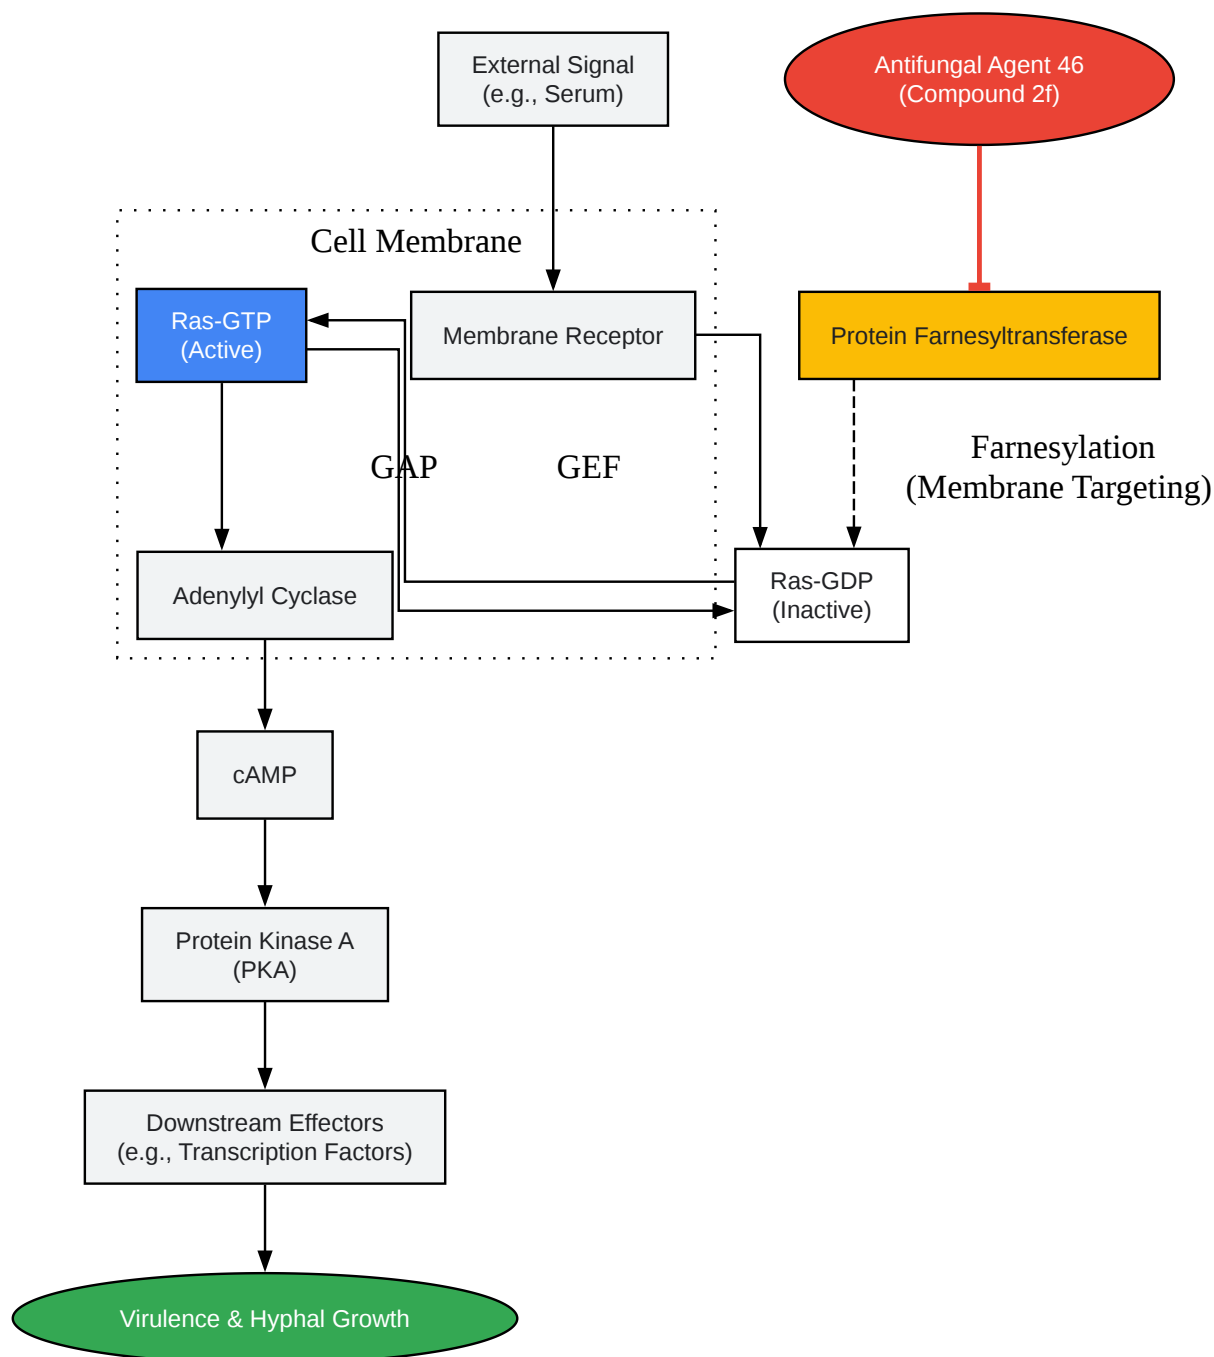 External Signal
(e.g., Serum)
Antifungal Agent 46
(Compound 2f)
Cell Membrane
Ras-GTP
(Active)
Membrane Receptor
Protein Farnesyltransferase
GAP
GEF
Farnesylation
(Membrane Targeting)
Adenylyl Cyclase
Ras-GDP
(Inactive)
cAMP
Protein Kinase A
(PKA)
Downstream Effectors
(e.g., Transcription Factors)
Virulence & Hyphal Growth